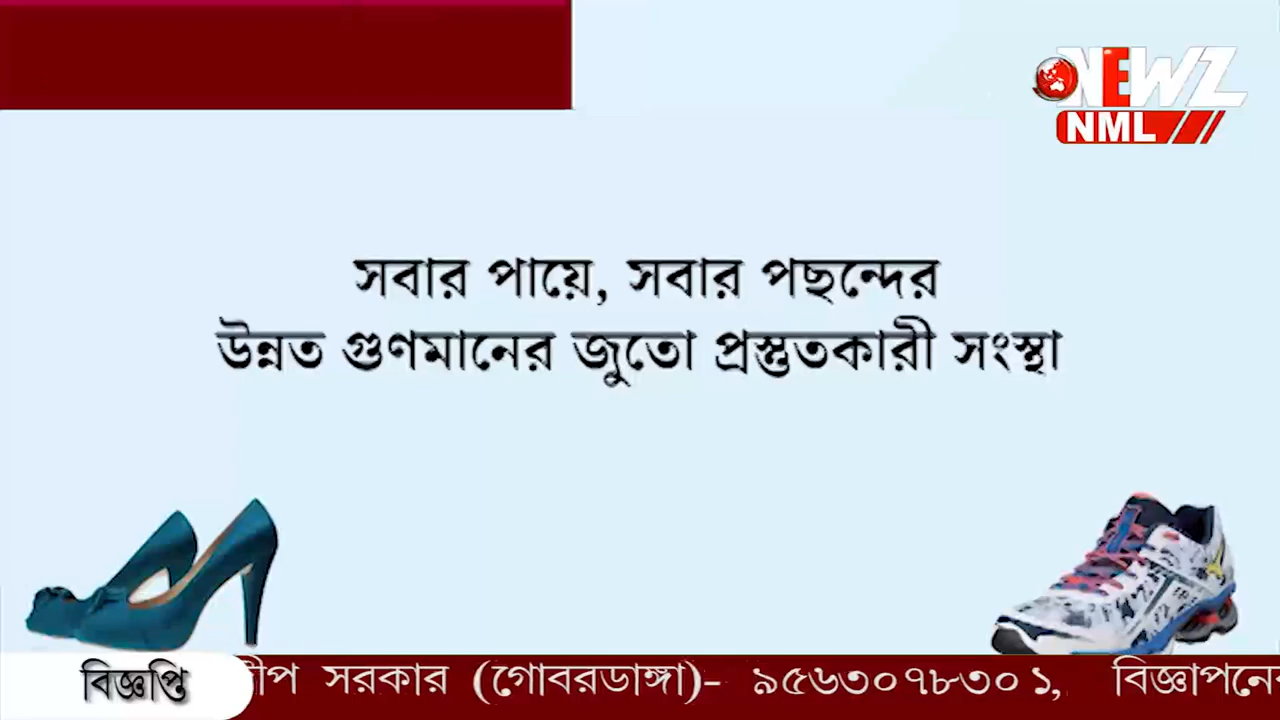 NEWZ
NML
সবার পায়ে, সবার পছন্দের
উন্নত গুণমানের জুতো প্রস্তুতকারী সংস্থা
বিজ্ঞপ্তি
সরকার (গোবরডাঙ্গা)- ৯৫৬৩০৭৮৩০১,